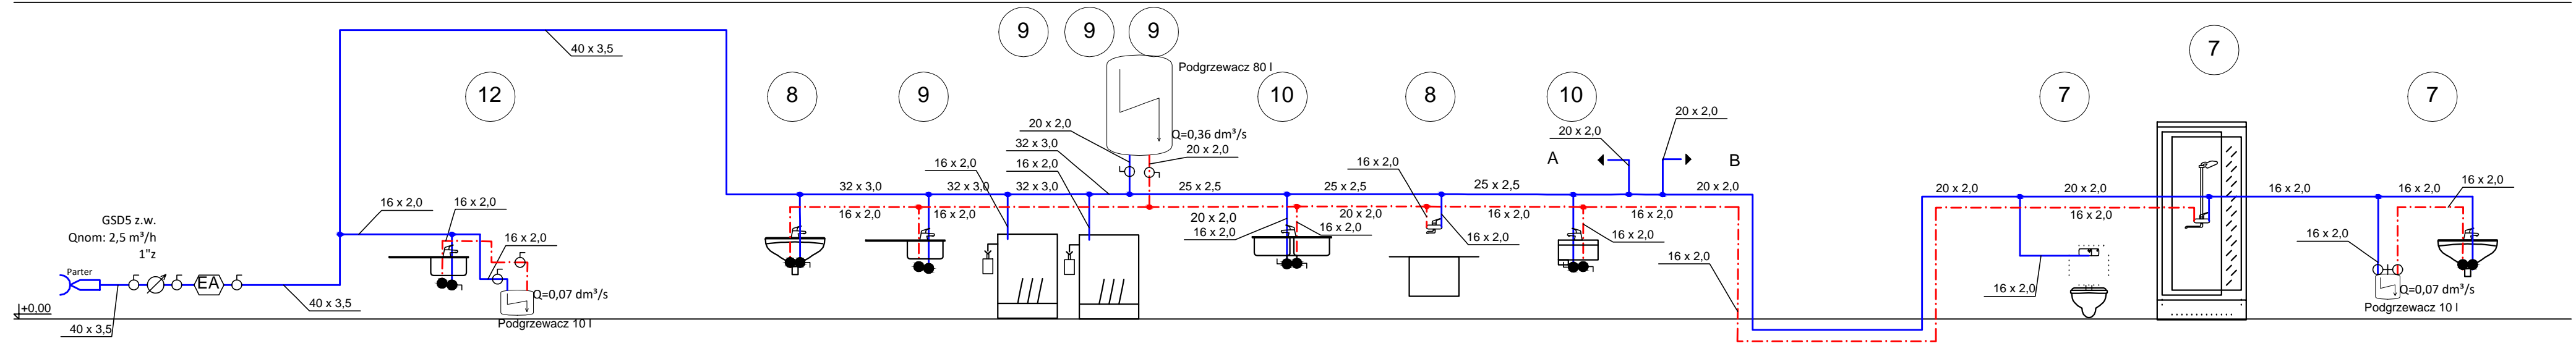 GSD5 z.w.
Qnom: 2,5 m³/h
1"z
Parter
EA
+0,00
40 x 3,5
40 x 3,5
40 x 3,5
12
16 x 2,0
16 x 2,0
16 x 2,0
Q=0,07 dm³/s
Podgrzewacz 10 l
8
9
9
9
9
Podgrzewacz 80 l
Q=0,36 dm³/s
20 x 2,0
32 x 3,0
16 x 2,0
16 x 2,0
20 x 2,0
32 x 3,0
32 x 3,0
32 x 3,0
16 x 2,0
16 x 2,0
10
25 x 2,5
25 x 2,5
20 x 2,0
16 x 2,0
16 x 2,0
20 x 2,0
8
16 x 2,0
16 x 2,0
25 x 2,5
16 x 2,0
10
20 x 2,0
20 x 2,0
A
B
20 x 2,0
16 x 2,0
16 x 2,0
16 x 2,0
20 x 2,0
20 x 2,0
16 x 2,0
16 x 2,0
7
7
7
16 x 2,0
16 x 2,0
16 x 2,0
16 x 2,0
Q=0,07 dm³/s
Podgrzewacz 10 l